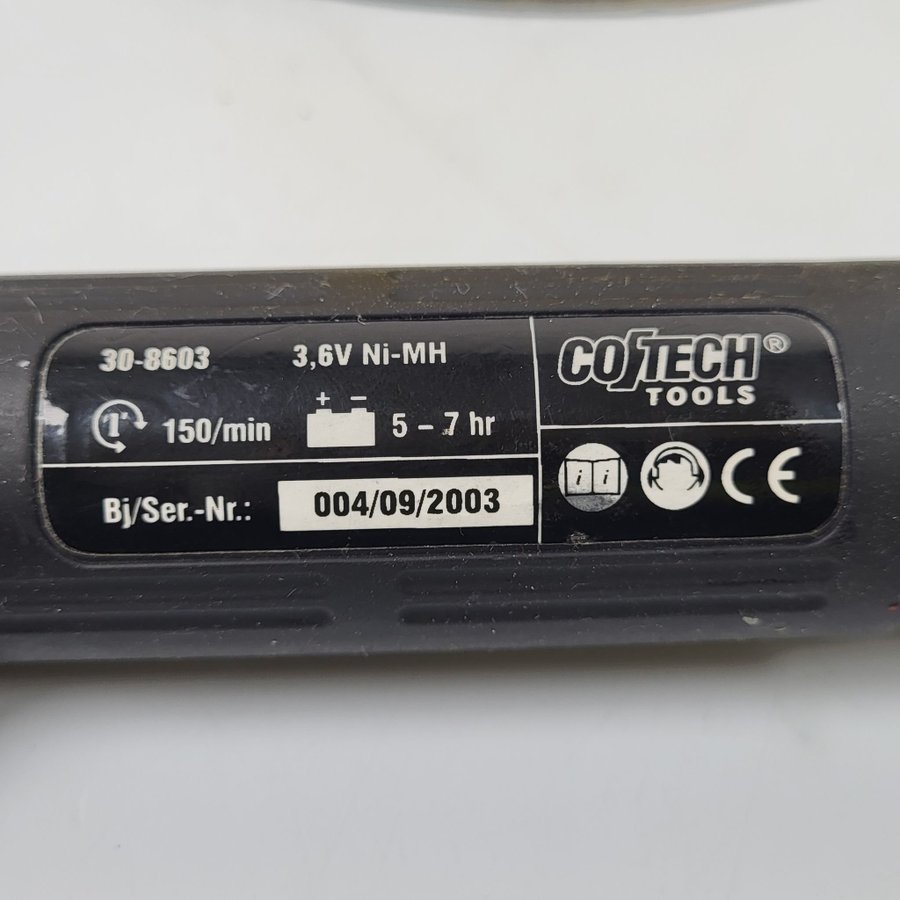 30-8603
3,6V Ni-MH
COTECH®
TOOLS
T
150/min
+ −
5 – 7 hr
i i
CE
Bj/Ser.-Nr.:
004/09/2003